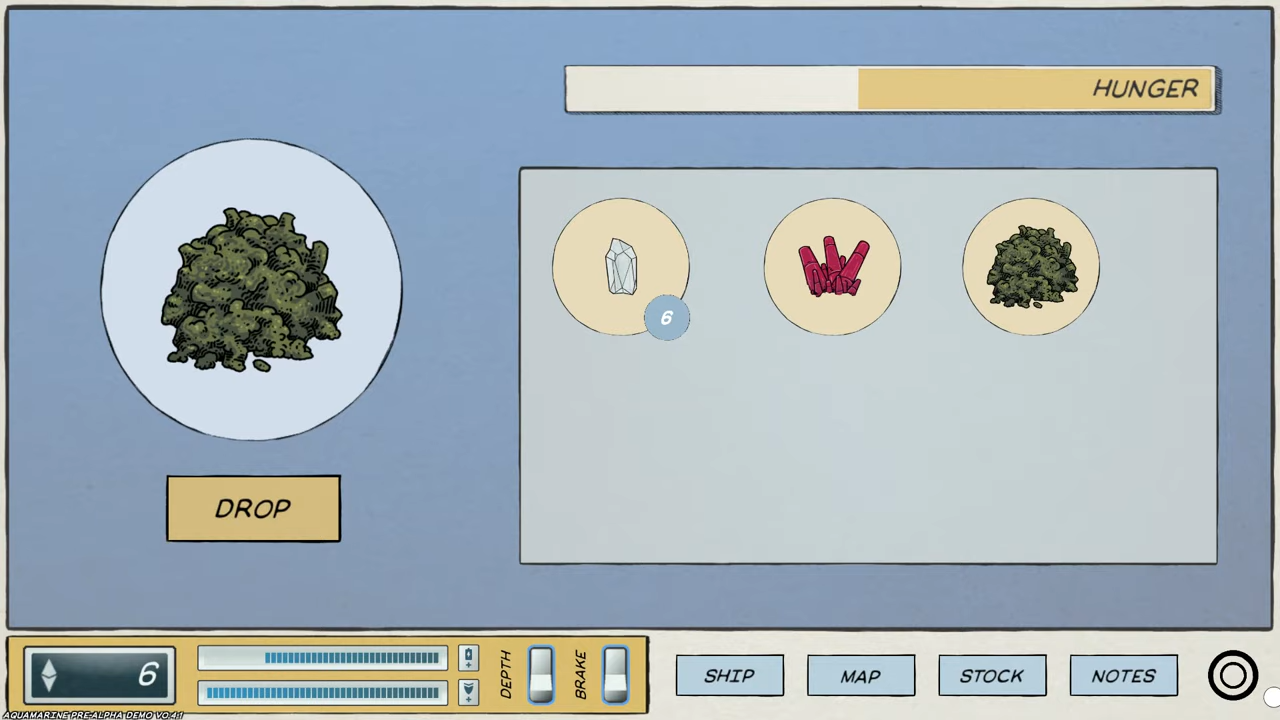 HUNGER
6
DROP
6
DEPTH
BRAKE
SHIP
MAP
STOCK
NOTES
AQUAMARINE PRE-ALPHA DEMO V0.4.1